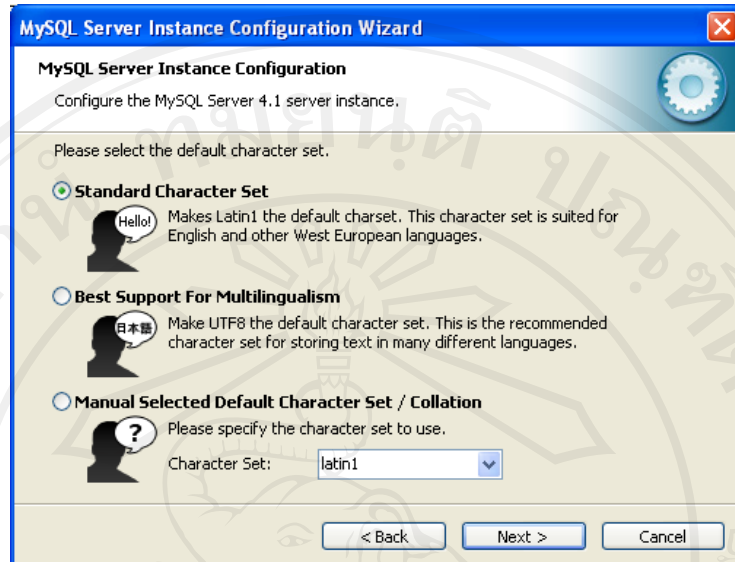 MySQL Server Instance Configuration Wizard
MySQL Server Instance Configuration
Configure the MySQL Server 4.1 server instance.
Please select the default character set.
Standard Character Set
Hello!
Makes Latin1 the default charset. This character set is suited for
English and other West European languages.
Best Support For Multilingualism
日本語
Make UTF8 the default character set. This is the recommended
character set for storing text in many different languages.
Manual Selected Default Character Set / Collation
?
Please specify the character set to use.
Character Set: latin1
< Back Next > Cancel